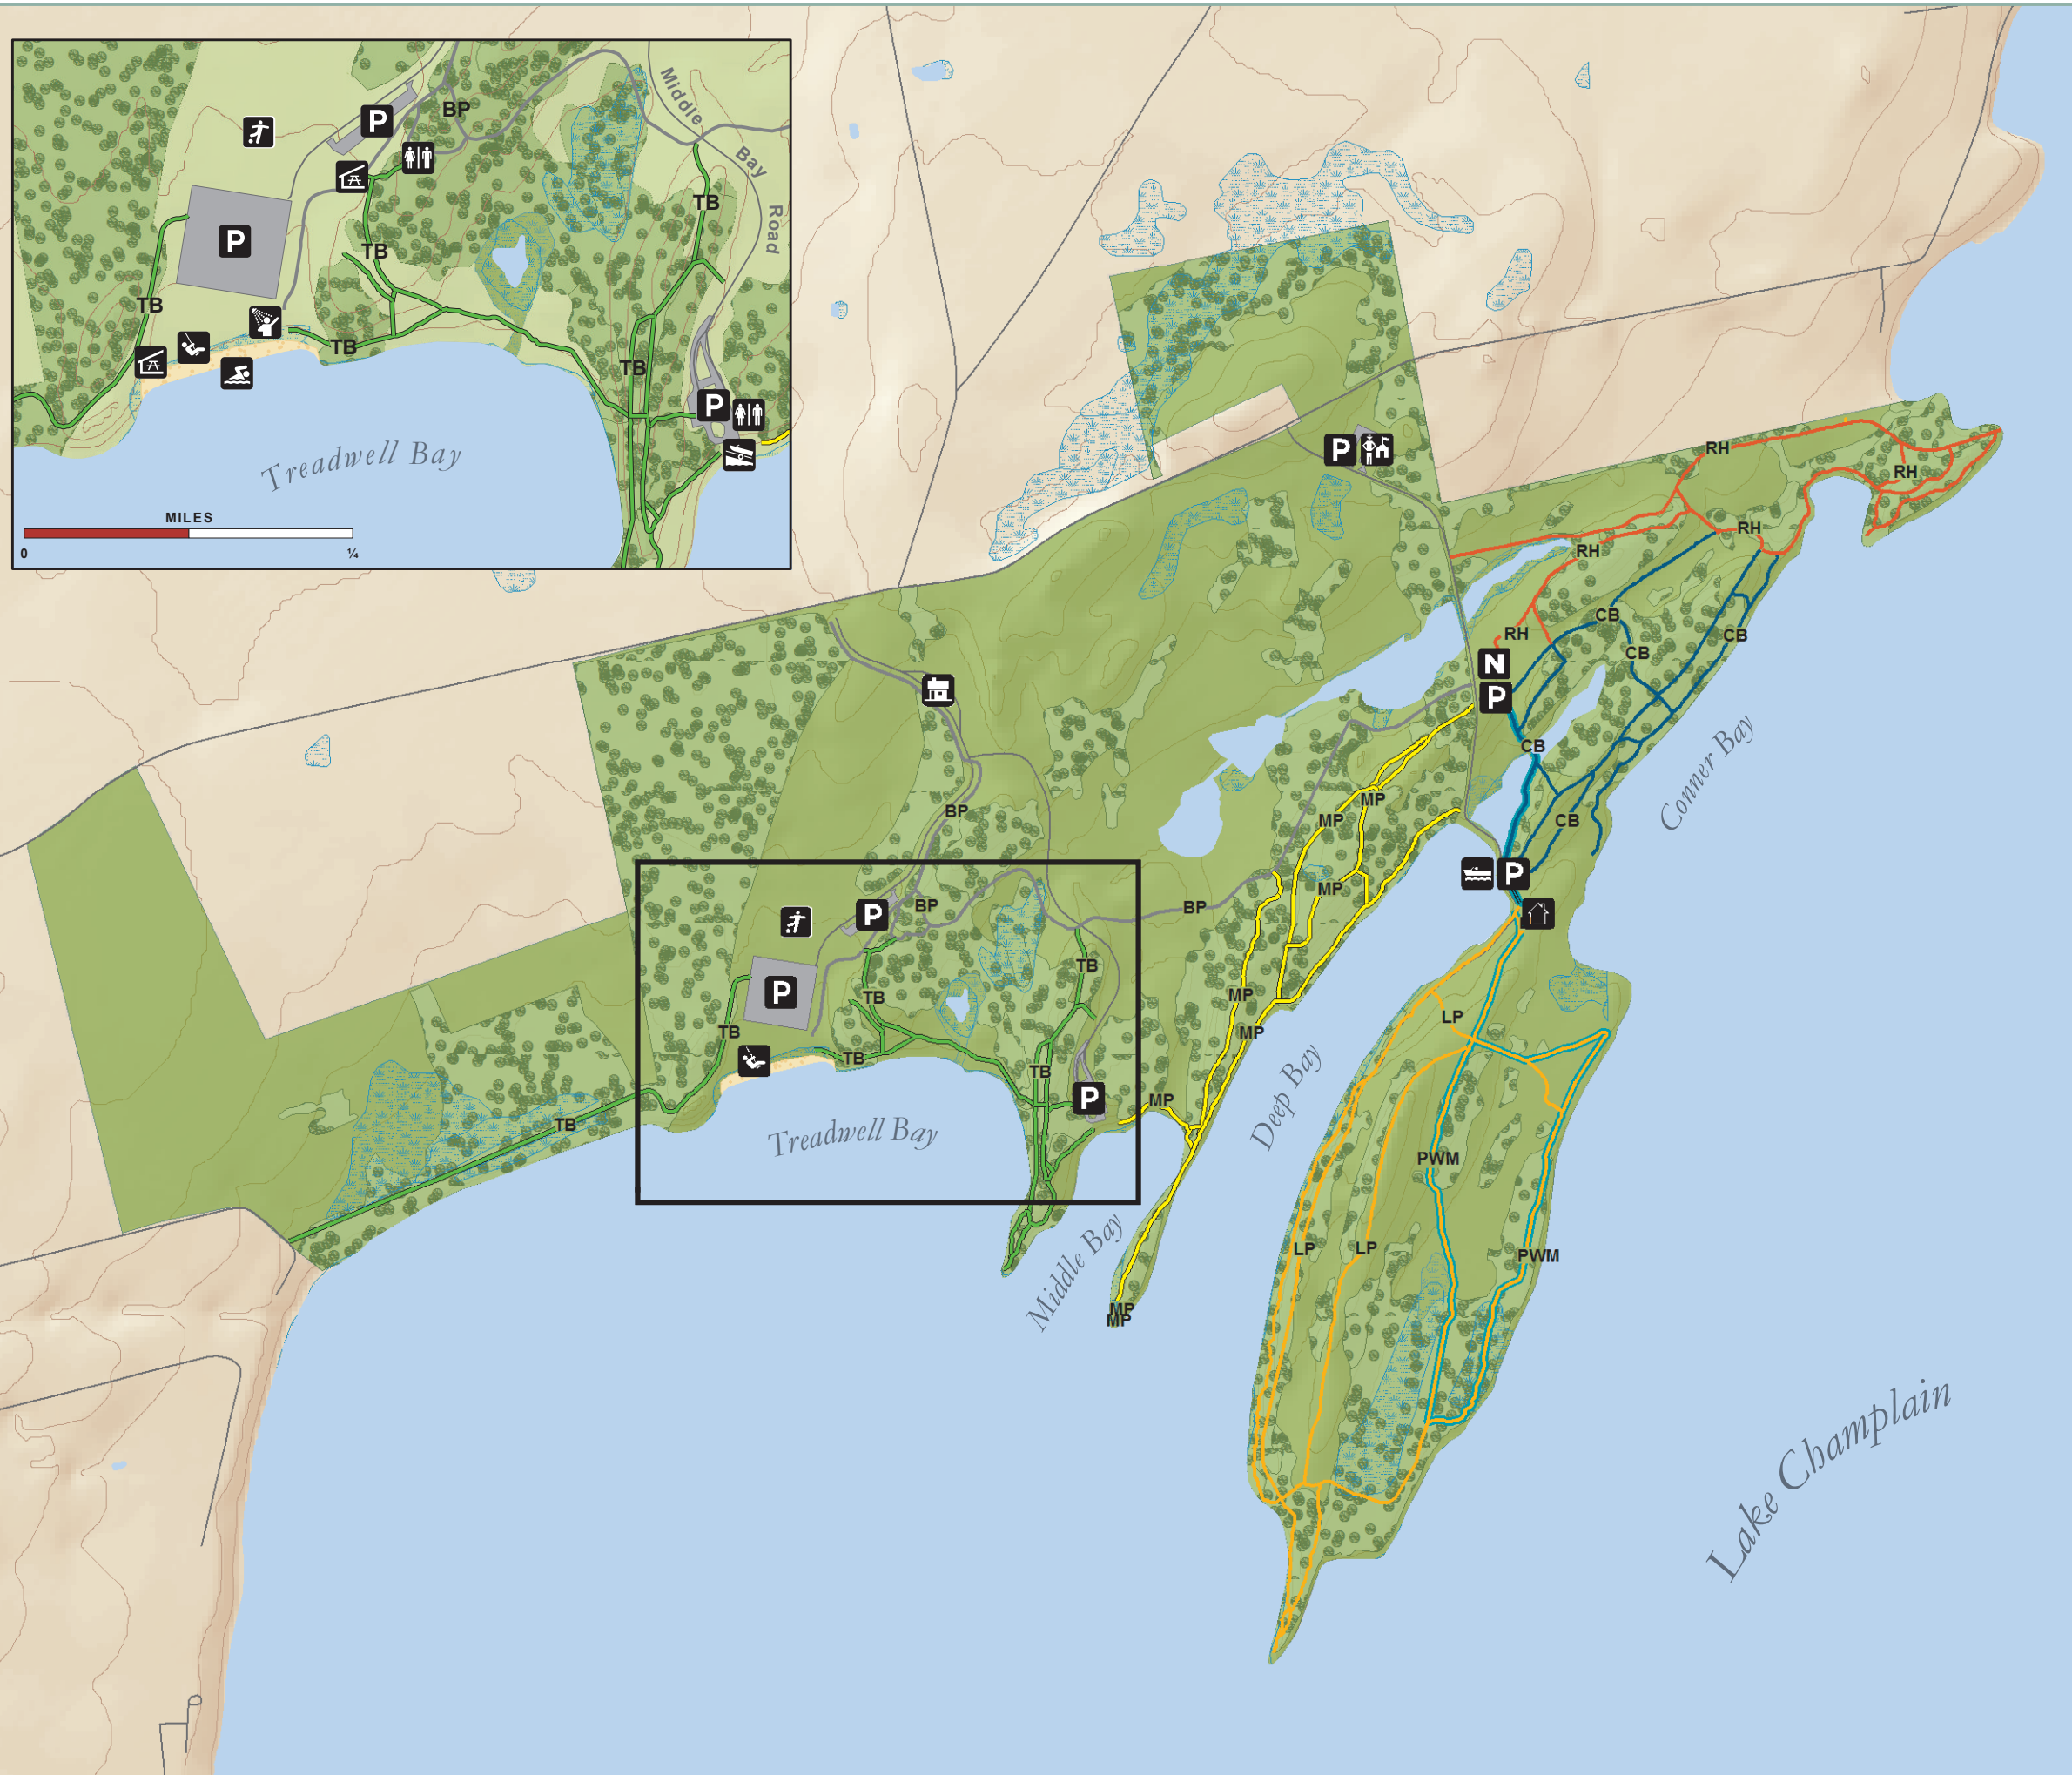 Middle
Bay
Road
P
BP
TB
TB
P
TB
TB
TB
P
Treadwell Bay
MILES
0
¼
P
RH
RH
RH
RH
RH
N
P
CB
CB
CB
CB
CB
Conner Bay
BP
MP
MP
MP
P
P
BP
BP
TB
P
TB
TB
TB
TB
TB
P
MP
MP
MP
Treadwell Bay
Deep Bay
Middle Bay
MP
MP
LP
PWM
LP
LP
PWM
Lake Champlain